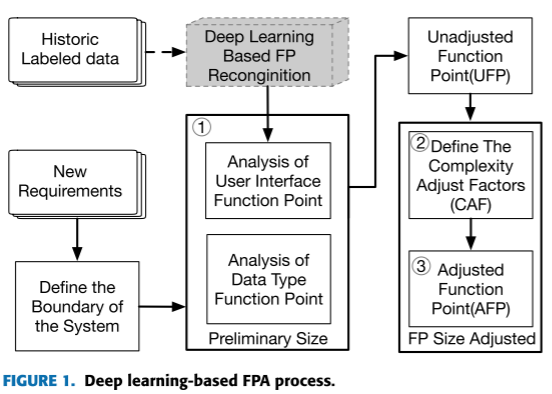 Historic
Labeled data
Deep Learning
Based FP
Reconginition
Unadjusted
Function
Point(UFP)
New
Requirements
①
Analysis of
User Interface
Function Point
② Define The
Complexity
Adjust Factors
(CAF)
Define the
Boundary of
the System
Analysis of
Data Type
Function Point
③ Adjusted
Function
Point(AFP)
Preliminary Size
FP Size Adjusted
FIGURE 1. Deep learning-based FPA process.